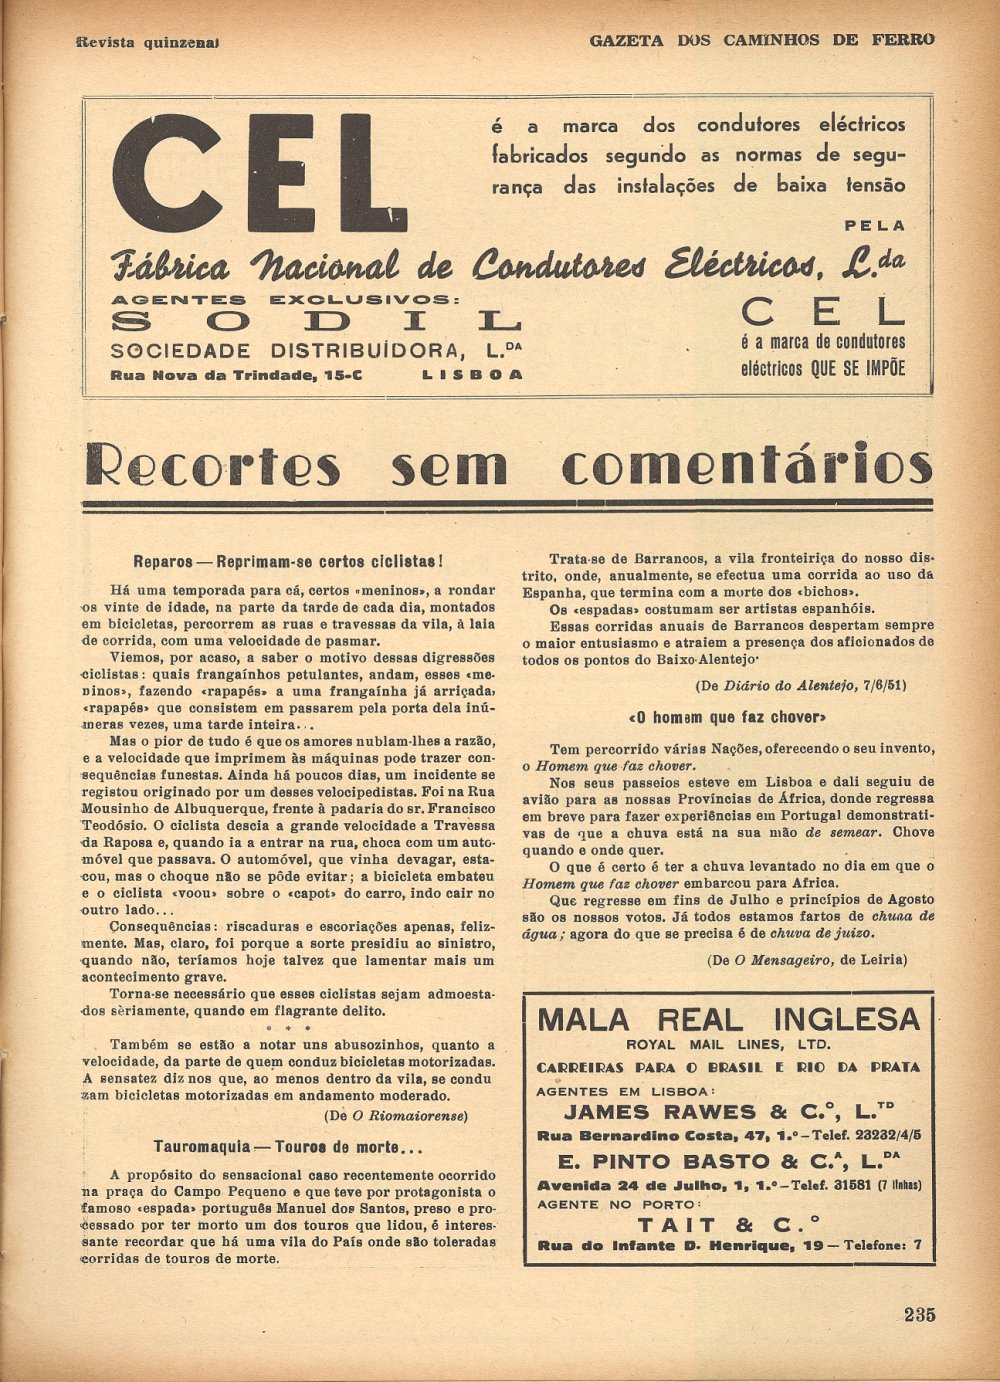 Revista quinzenal
GAZETA DOS CAMINHOS DE FERRO
CEL
é a marca dos condutores eléctricos
fabricados segundo as normas de segu-
rança das instalações de baixa tensão
PELA
Fábrica Nacional de Condutores Eléctricos, L.da
AGENTES EXCLUSIVOS:
SODIL
SOCIEDADE DISTRIBUÍDORA, L.DA
Rua Nova da Trindade, 15-C LISBOA
CEL
é a marca de condutores
eléctricos QUE SE IMPÕE
Recortes sem comentários
Reparos — Reprimam-se certos ciclistas!
Há uma temporada para cá, certos «meninos», a rondar
os vinte de idade, na parte da tarde de cada dia, montados
em bicicletas, percorrem as ruas e travessas da vila, à laia
de corrida, com uma velocidade de pasmar.
Viemos, por acaso, a saber o motivo dessas digressões
ciclistas: quais frangaínhos petulantes, andam, esses «me-
ninos», fazendo «rapapés» a uma frangaínha já arriçada,
«rapapés» que consistem em passarem pela porta dela inú-
meras vezes, uma tarde inteira...
Mas o pior de tudo é que os amores nublam-lhes a razão,
e a velocidade que imprimem às máquinas pode trazer con-
sequências funestas. Ainda há poucos dias, um incidente se
registou originado por um desses velocipedistas. Foi na Rua
Mousinho de Albuquerque, frente à padaria do sr. Francisco
Teodósio. O ciclista descia a grande velocidade a Travessa
da Raposa e, quando ia a entrar na rua, choca com um auto-
móvel que passava. O automóvel, que vinha devagar, esta-
cou, mas o choque não se pôde evitar; a bicicleta embateu
e o ciclista «voou» sobre o «capot» do carro, indo cair no
outro lado...
Consequências: riscaduras e escoriações apenas, feliz-
mente. Mas, claro, foi porque a sorte presidiu ao sinistro,
quando não, teríamos hoje talvez que lamentar mais um
acontecimento grave.
Torna-se necessário que esses ciclistas sejam admoesta-
dos sèriamente, quando em flagrante delito.
* * *
Também se estão a notar uns abusozinhos, quanto a
velocidade, da parte de quem conduz bicicletas motorizadas.
A sensatez diz nos que, ao menos dentro da vila, se condu
zam bicicletas motorizadas em andamento moderado.
(De O Riomaiorense)
Tauromaquia — Touros de morte...
A propósito do sensacional caso recentemente ocorrido
na praça do Campo Pequeno e que teve por protagonista o
famoso «espada» português Manuel dos Santos, preso e pro-
cessado por ter morto um dos touros que lidou, é interes-
sante recordar que há uma vila do País onde são toleradas
corridas de touros de morte.
Trata-se de Barrancos, a vila fronteiriça do nosso dis-
trito, onde, anualmente, se efectua uma corrida ao uso da
Espanha, que termina com a morte dos «bichos».
Os «espadas» costumam ser artistas espanhóis.
Essas corridas anuais de Barrancos despertam sempre
o maior entusiasmo e atraiem a presença dos aficionados de
todos os pontos do Baixo-Alentejo·
(De Diário do Alentejo, 7/6/51)
«O homem que faz chover»
Tem percorrido várias Nações, oferecendo o seu invento,
o Homem que faz chover.
Nos seus passeios esteve em Lisboa e dali seguiu de
avião para as nossas Províncias de África, donde regressa
em breve para fazer experiências em Portugal demonstrati-
vas de que a chuva está na sua mão de semear. Chove
quando e onde quer.
O que é certo é ter a chuva levantado no dia em que o
Homem que faz chover embarcou para Africa.
Que regresse em fins de Julho e princípios de Agosto
são os nossos votos. Já todos estamos fartos de chuaa de
água; agora do que se precisa é de chuva de juizo.
(De O Mensageiro, de Leiria)
MALA REAL INGLESA
ROYAL MAIL LINES, LTD.
CARREIRAS PARA O BRASIL E RIO DA PRATA
AGENTES EM LISBOA:
JAMES RAWES & C.º, L.TD
Rua Bernardino Costa, 47, 1.º — Telef. 23232/4/5
E. PINTO BASTO & C.A, L.DA
Avenida 24 de Julho, 1, 1.º — Telef. 31581 (7 linhas)
AGENTE NO PORTO:
TAIT & C.º
Rua do Infante D. Henrique, 19 — Telefone: 7
235